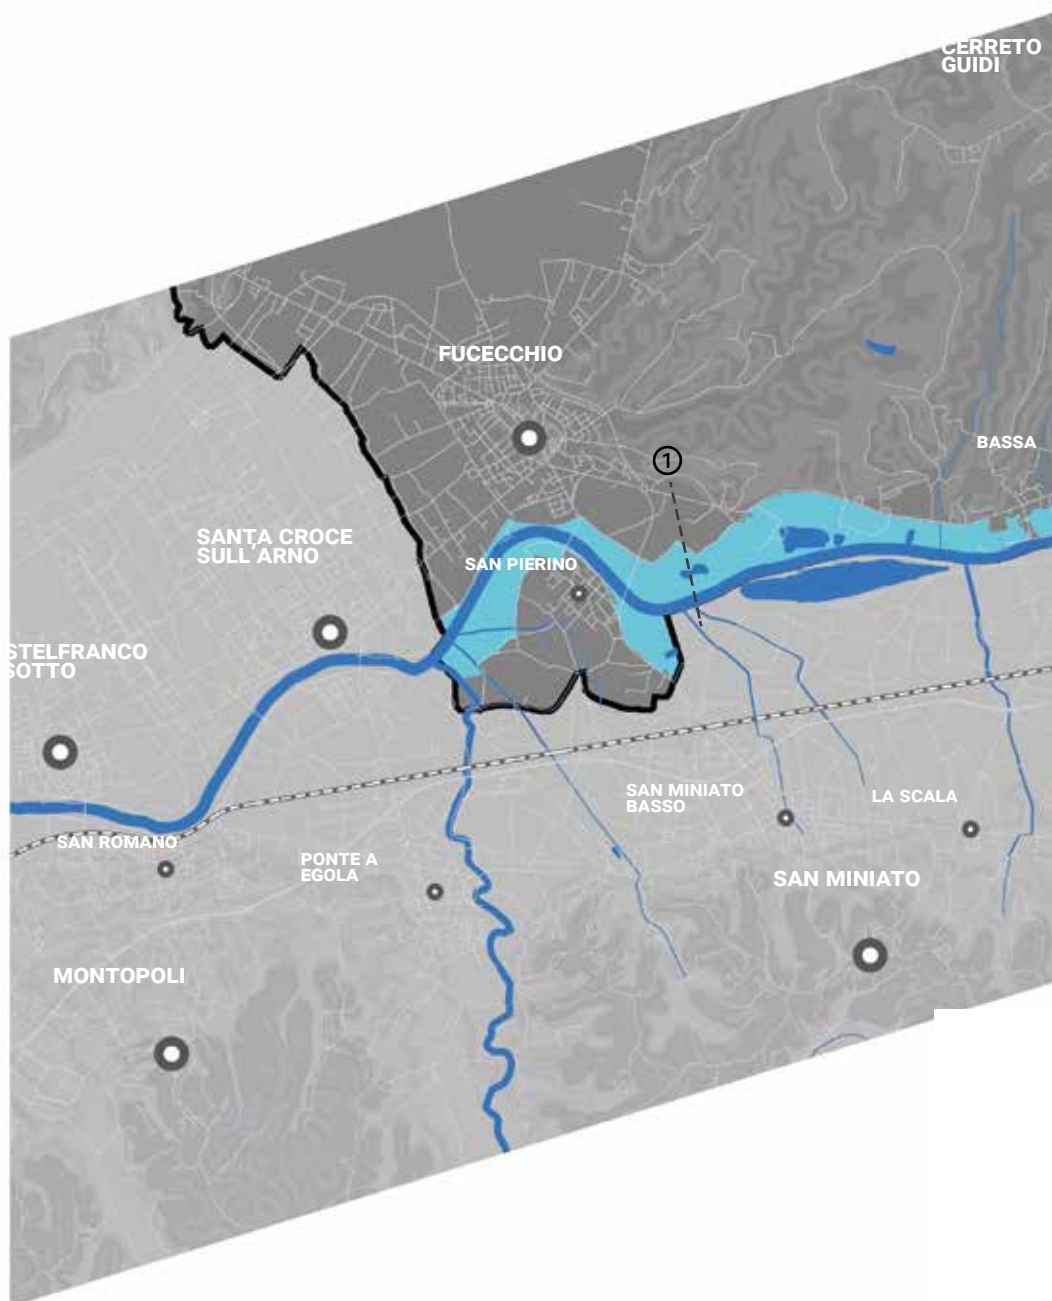 CERRETO
GUIDI
FUCECCHIO
BASSA
1
SANTA CROCE
SULL'ARNO
SAN PIERINO
STELFRANCO
SOTTO
SAN MINIATO
BASSO
LA SCALA
SAN ROMANO
PONTE A
EGOLA
SAN MINIATO
MONTOPOLI